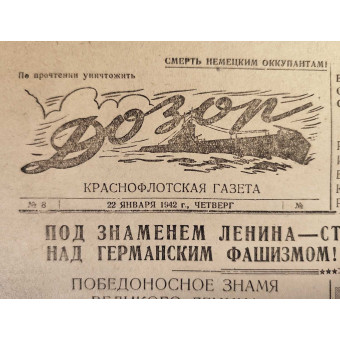 СМЕРТЬ НЕМЕЦКИМ ОККУПАНТАМ!
По прочтении уничтожить
Дозор
КРАСНОФЛОТСКАЯ ГАЗЕТА
№ 8
22 ЯНВАРЯ 1942 г., ЧЕТВЕРГ
№
ПОД ЗНАМЕНЕМ ЛЕНИНА—СТ
НАД ГЕРМАНСКИМ ФАШИЗМОМ!
ПОБЕДОНОСНОЕ ЗНАМЯ